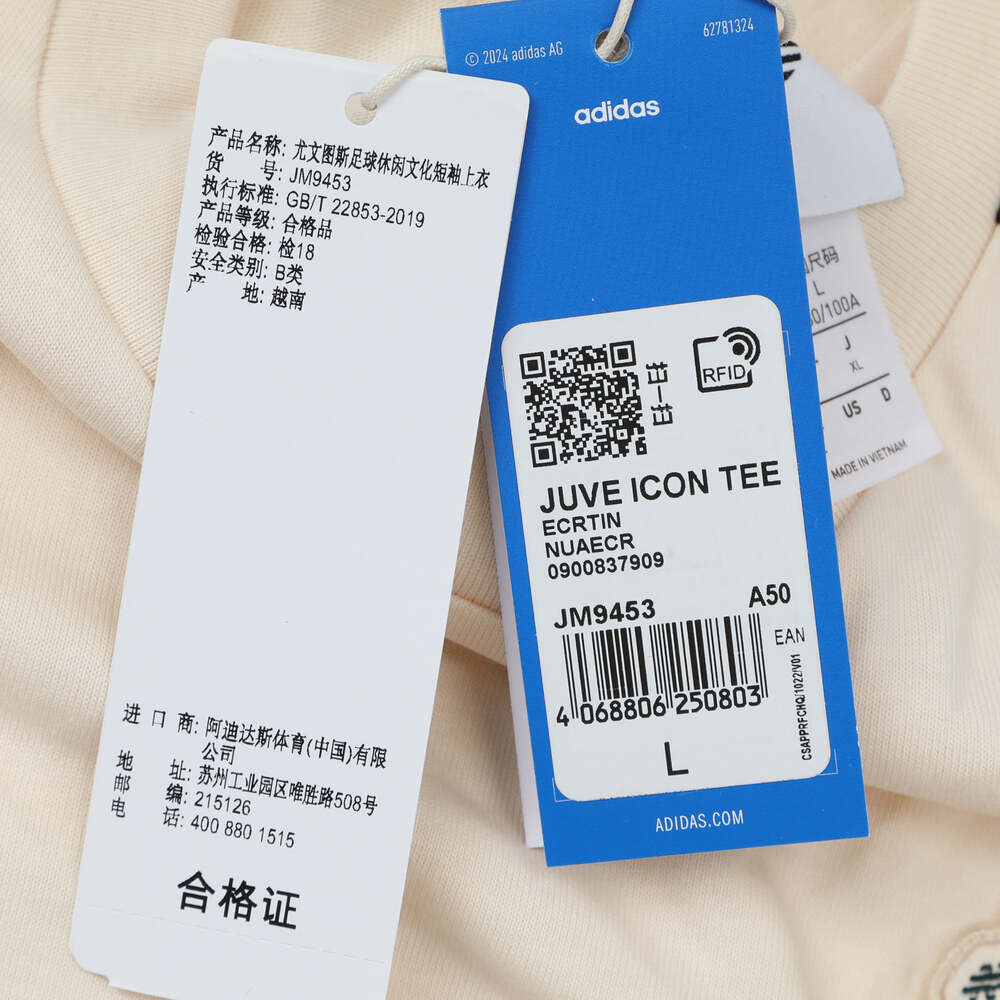 产品名称: 尤文图斯足球休闲文化短袖上衣
货 号: JM9453
执行标准: GB/T 22853-2019
产品等级: 合格品
检验合格: 检18
安全类别: B类
产 地: 越南
进 口 商: 阿迪达斯体育(中国)有限
公司
地 址: 苏州工业园区唯胜路508号
邮 编: 215126
电 话: 400 880 1515
合格证
© 2024 adidas AG
62781324
adidas
RFID
JUVE ICON TEE
ECRTIN
NUAECR
0900837909
JM9453
A50
EAN
4 068806 250803
CSAPPRFCHQ/1022/V01
L
ADIDAS.COM
尺码
L
/100A
J
XL
US D
MADE IN VIETNAM